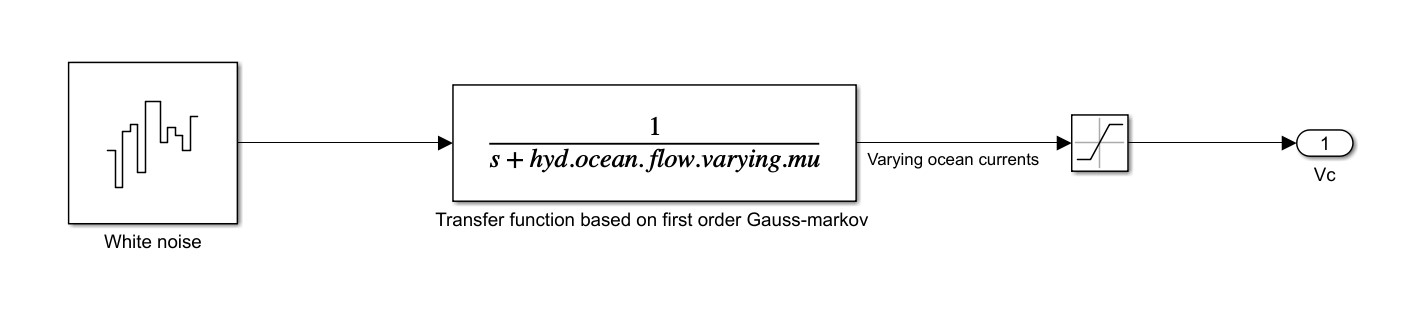 1
s + hyd.ocean.flow.varying.mu
Varying ocean currents
1
Vc
Transfer function based on first order Gauss-markov
White noise